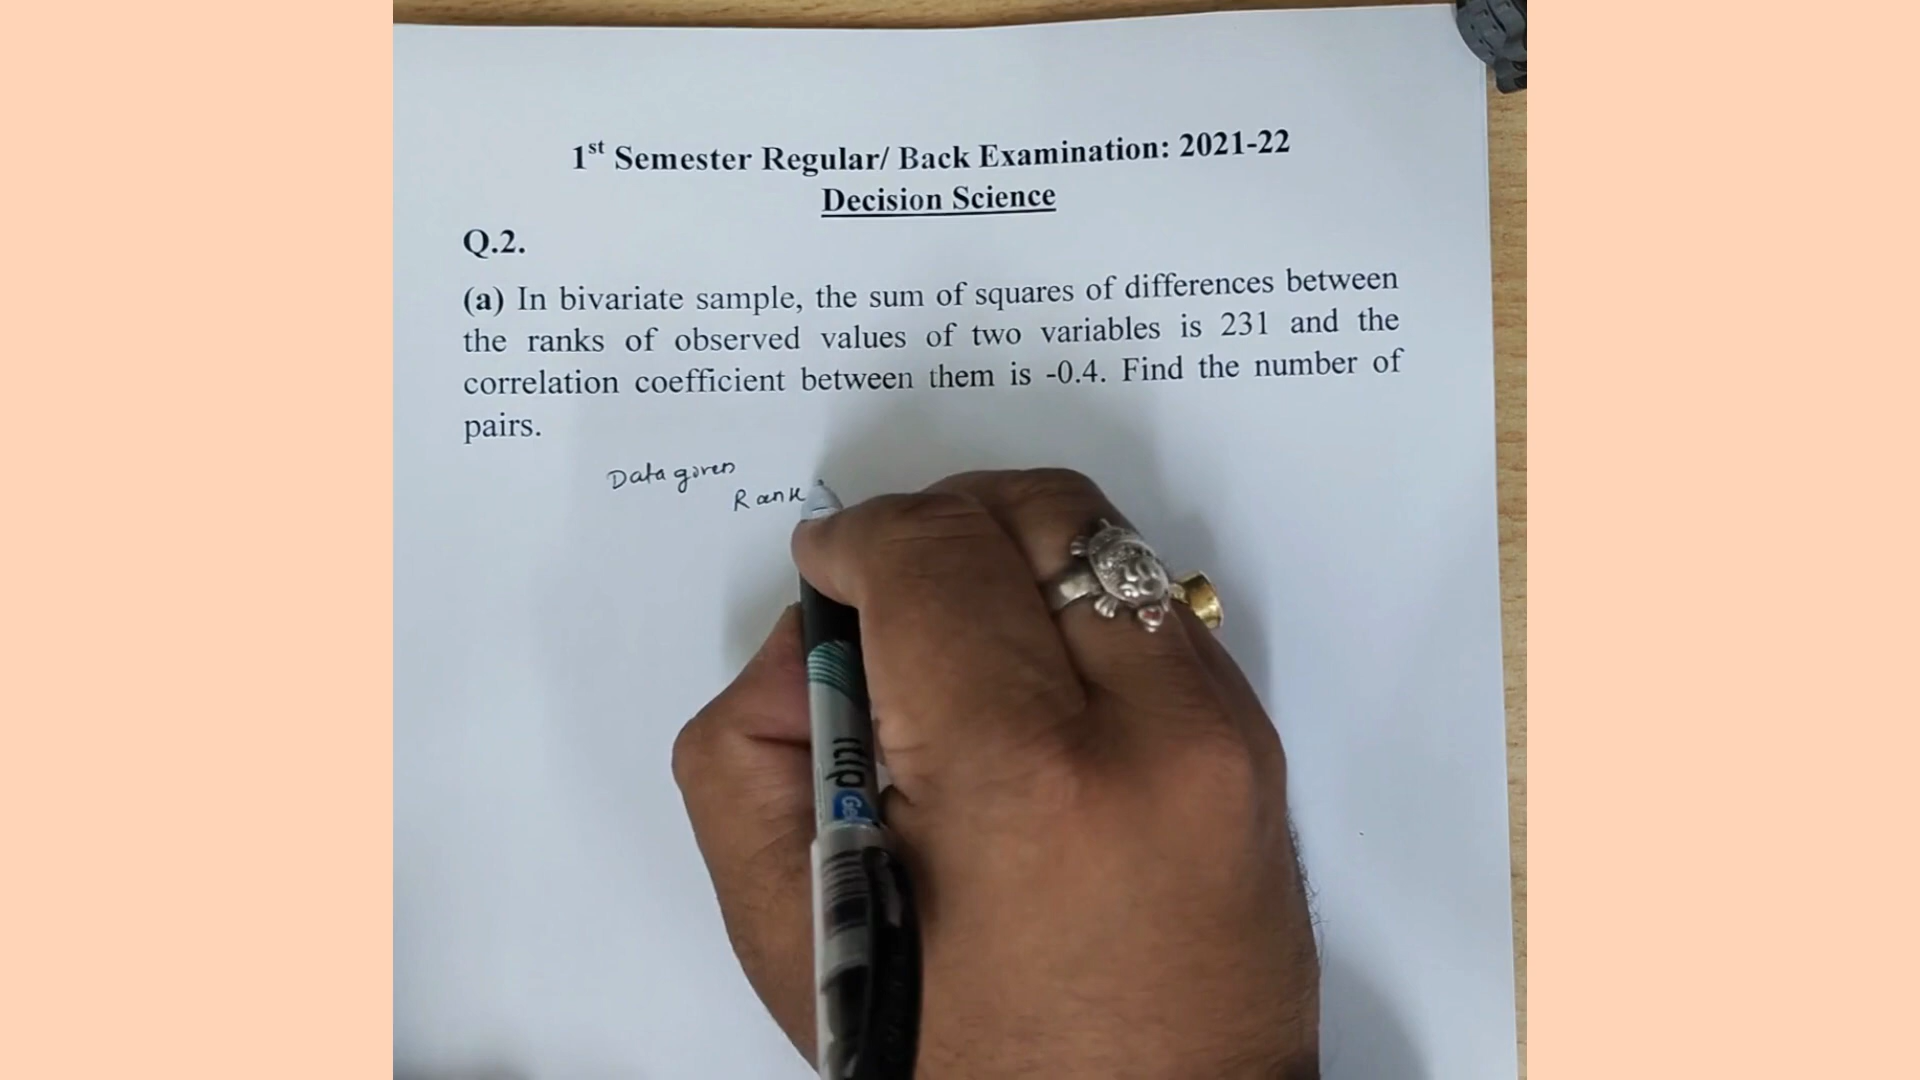 1st Semester Regular/ Back Examination: 2021-22
Decision Science
Q.2.
(a) In bivariate sample, the sum of squares of differences between
the ranks of observed values of two variables is 231 and the
correlation coefficient between them is -0.4. Find the number of
pairs.
Data given
Rank